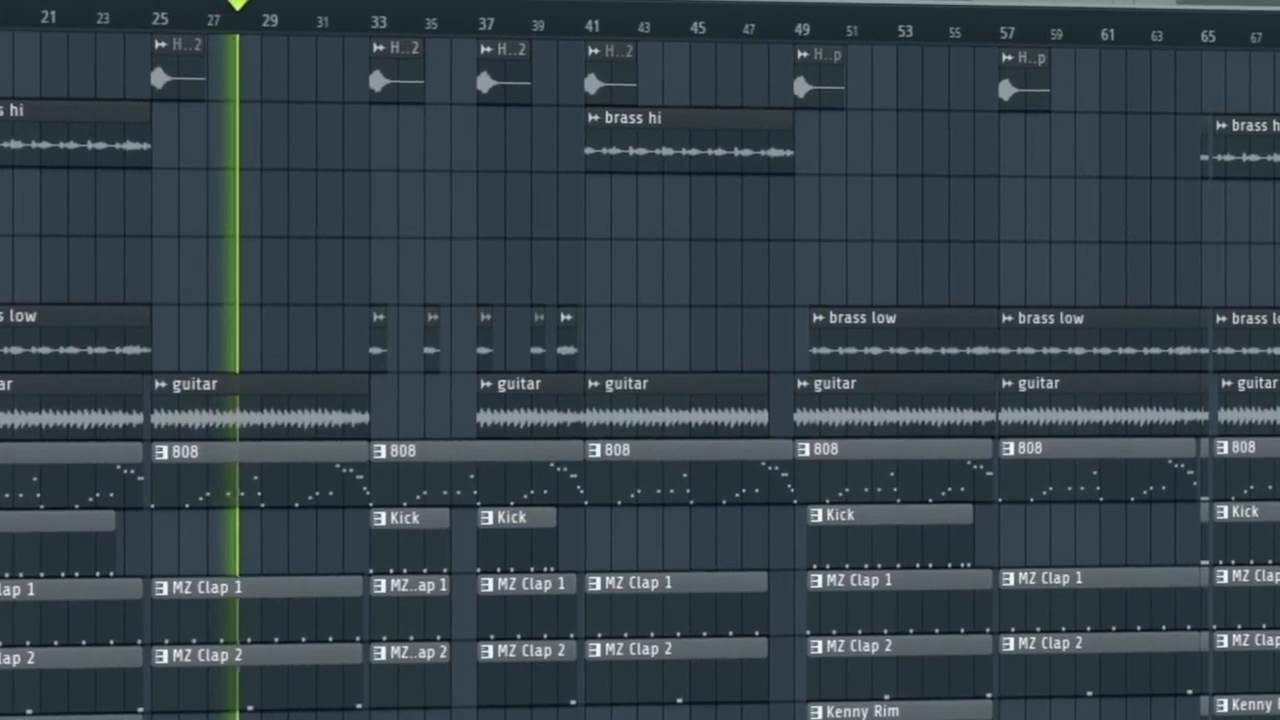 21 23 25 27 29 31 33 35 37 39 41 43 45 47 49 51 53 55 57 59 61 63 65 67
H..2 H..2 H..2 H..2 H..p H..p
s hi brass hi brass h
s low brass low brass low brass lo
ar guitar guitar guitar guitar guitar guitar
808 808 808 808 808 808
Kick Kick Kick Kick
lap 1 MZ Clap 1 MZ..ap 1 MZ Clap 1 MZ Clap 1 MZ Clap 1 MZ Clap 1 MZ Clap
lap 2 MZ Clap 2 MZ..ap 2 MZ Clap 2 MZ Clap 2 MZ Clap 2 MZ Clap 2 MZ Clap
Kenny Rim Kenny